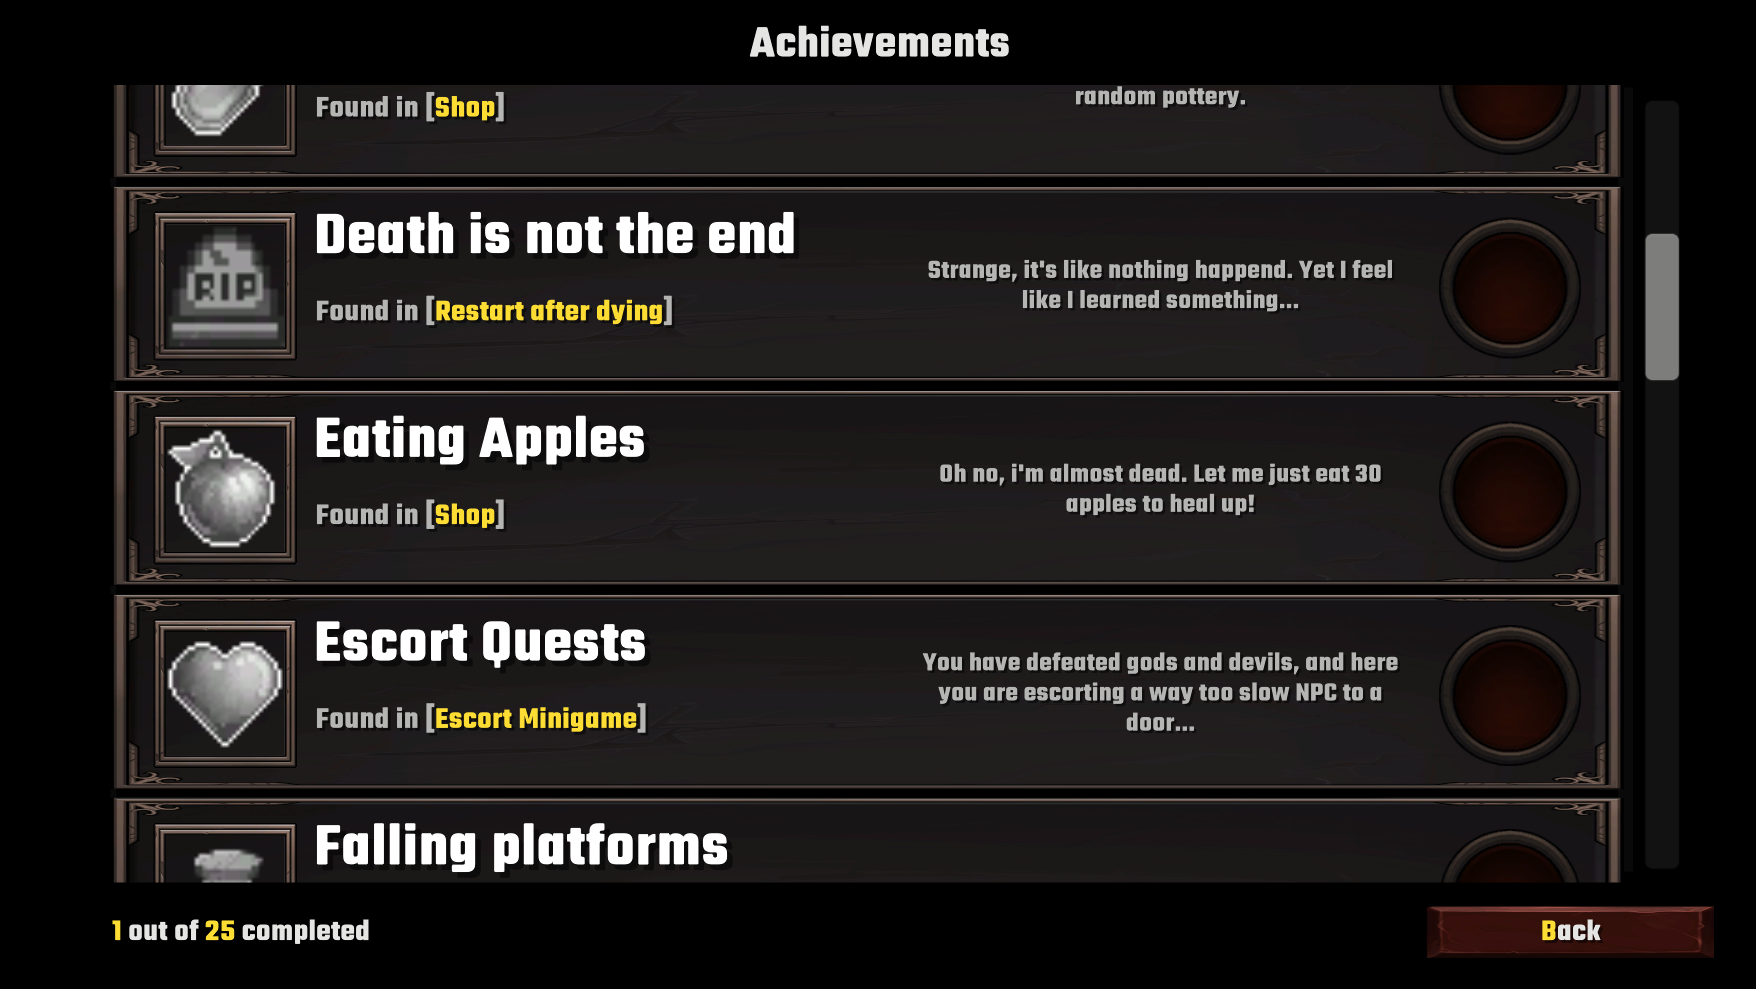 Achievements
Found in [Shop]
random pottery.
Death is not the end
RIP
Found in [Restart after dying]
Strange, it's like nothing happend. Yet I feel
like I learned something...
Eating Apples
Found in [Shop]
Oh no, i'm almost dead. Let me just eat 30
apples to heal up!
Escort Quests
Found in [Escort Minigame]
You have defeated gods and devils, and here
you are escorting a way too slow NPC to a
door...
Falling platforms
1 out of 25 completed
Back